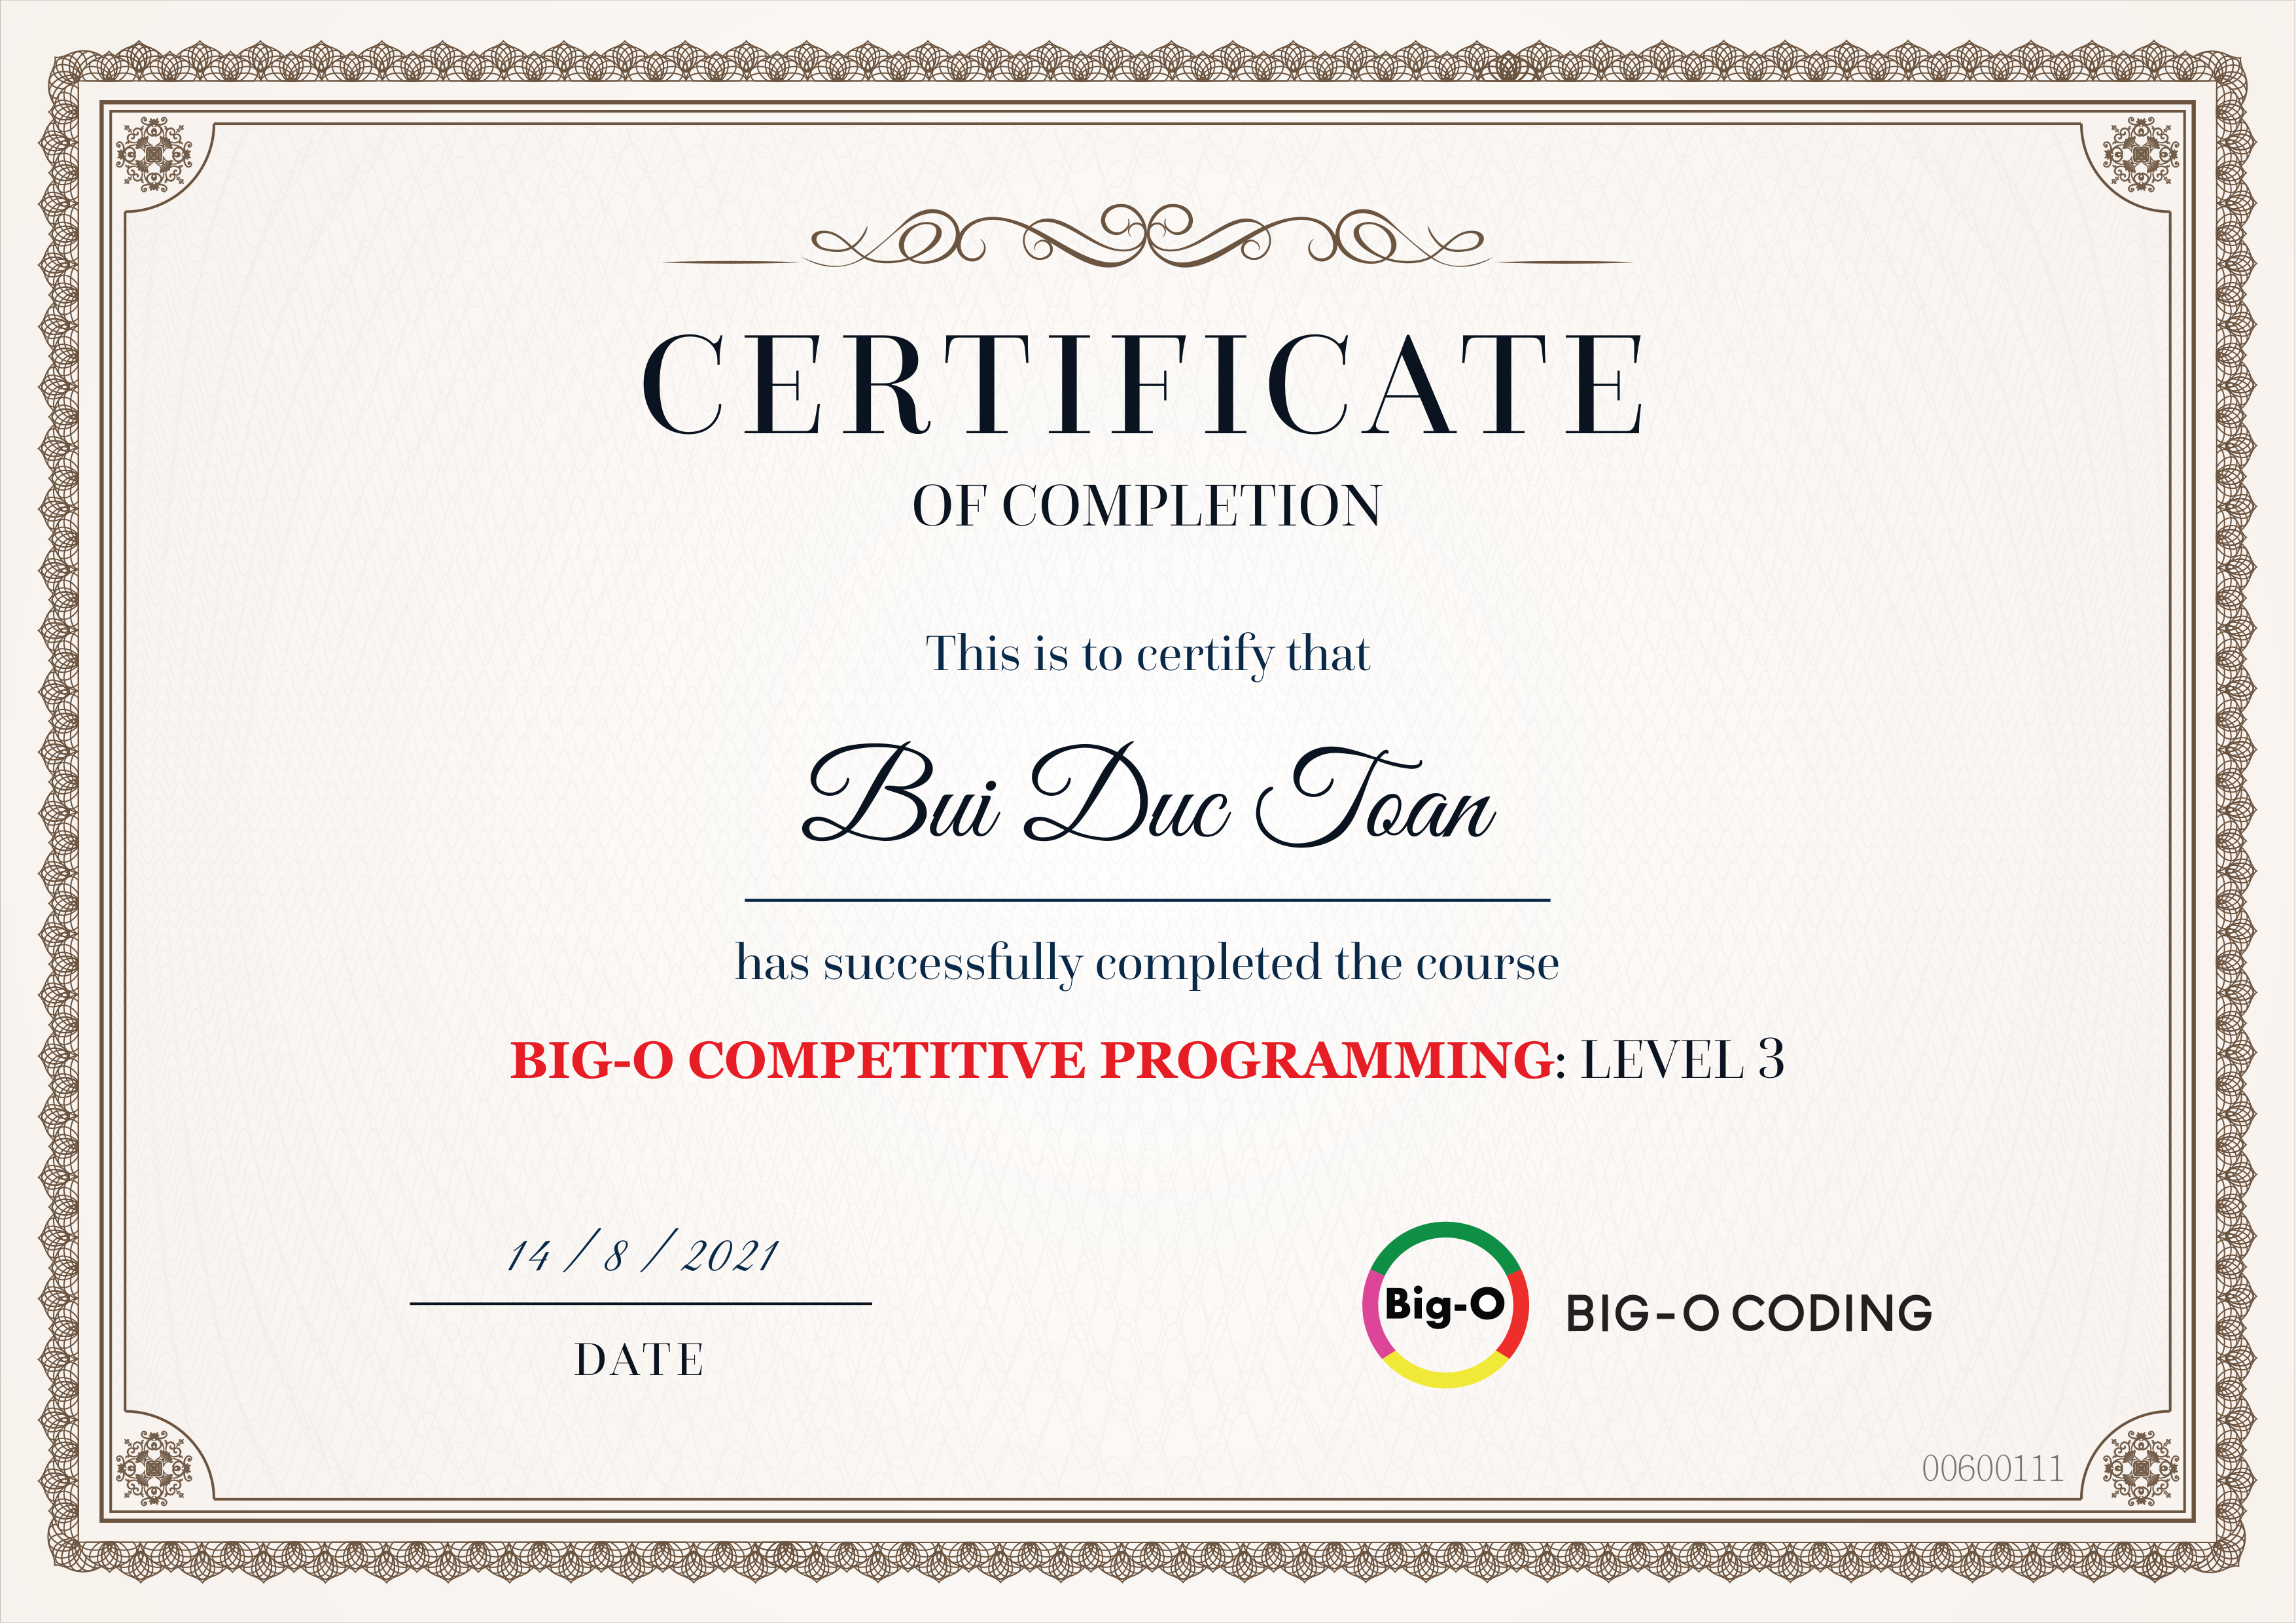 CERTIFICATE
OF COMPLETION
This is to certify that
Bui Duc Toan
has successfully completed the course
BIG-O COMPETITIVE PROGRAMMING: LEVEL 3
14 / 8 / 2021
DATE
Big-O
BIG-O CODING
00600111